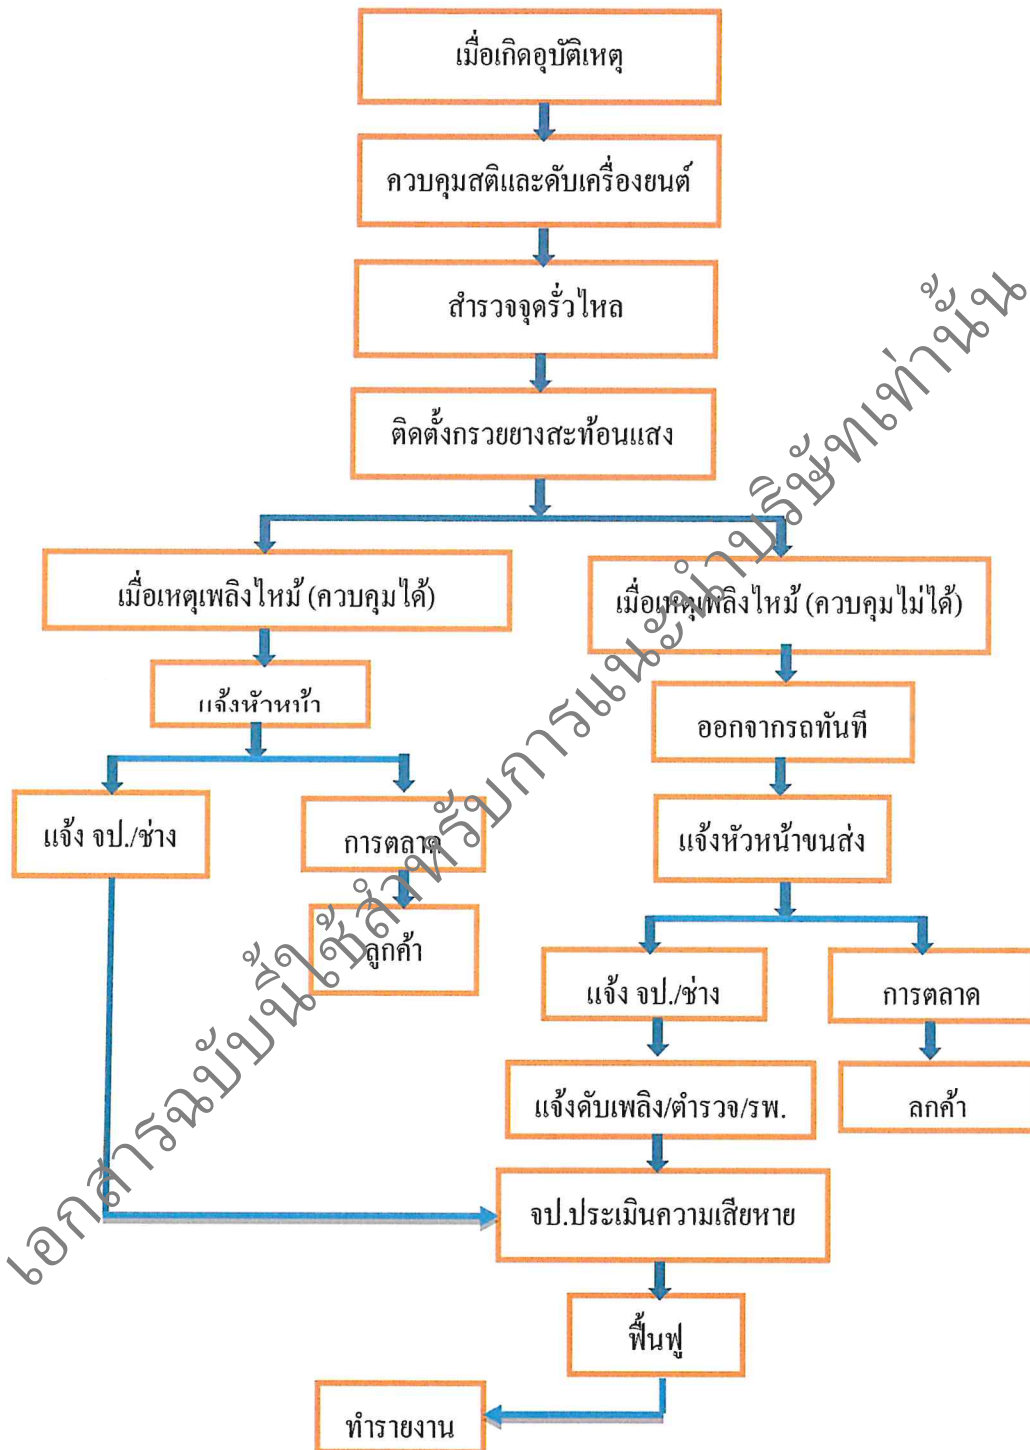 เมื่อเกิดอุบัติเหตุ
ควบคุมสติและดับเครื่องยนต์
สำรวจจุดรั่วไหล
ติดตั้งกรวยยางสะท้อนแสง
เมื่อเหตุเพลิงไหม้ (ควบคุมได้)
เมื่อเหตุเพลิงไหม้ (ควบคุมไม่ได้)
แจ้งหัวหน้า
ออกจากรถทันที
แจ้ง จป./ช่าง
การตลาด
แจ้งหัวหน้าขนส่ง
ลูกค้า
แจ้ง จป./ช่าง
การตลาด
แจ้งดับเพลิง/ตำรวจ/รพ.
ลกค้า
จป.ประเมินความเสียหาย
ฟื้นฟู
ทำรายงาน
เอกสารฉบับนี้ใช้สำหรับการแนะนำบริษัทเท่านั้น